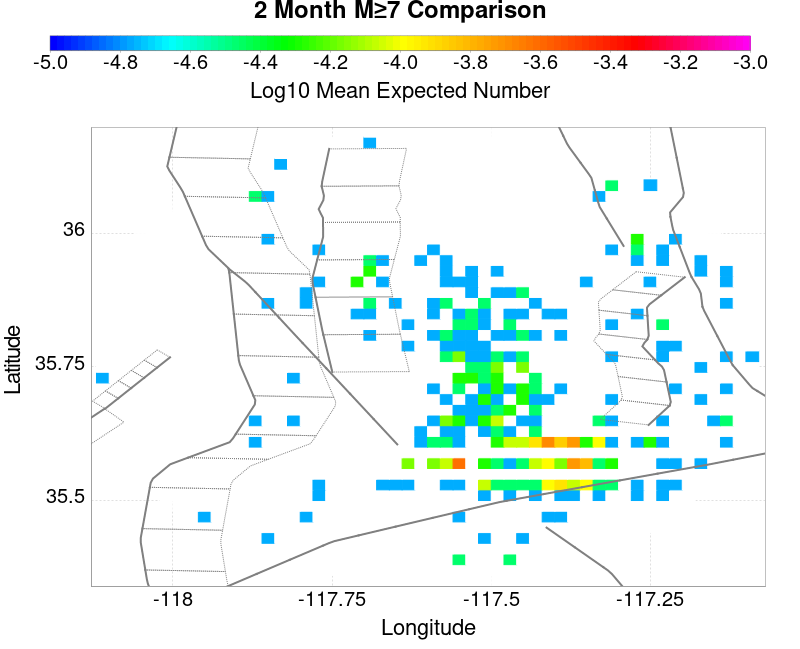 2 Month M≥7 Comparison
-5.0 -4.8 -4.6 -4.4 -4.2 -4.0 -3.8 -3.6 -3.4 -3.2 -3.0
Log10 Mean Expected Number
36
35.75
35.5
Latitude
-118 -117.75 -117.5 -117.25
Longitude